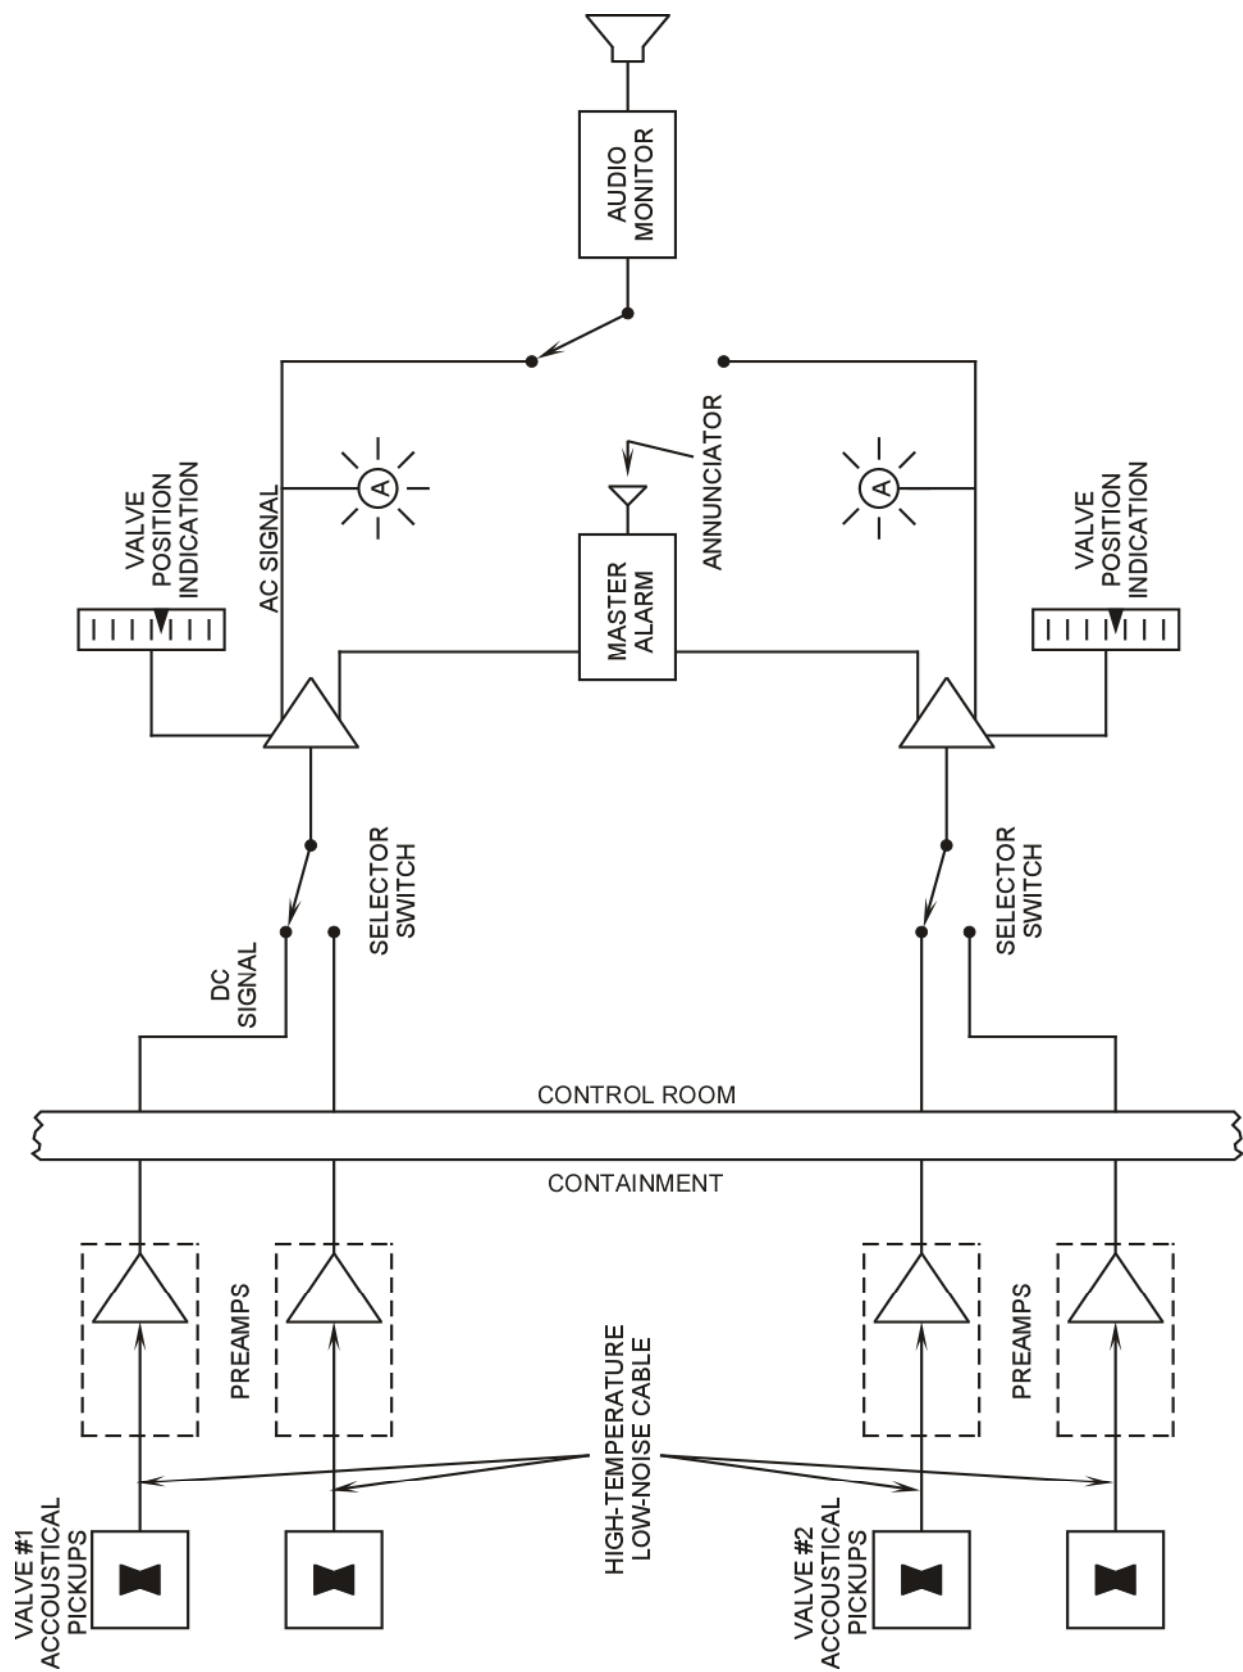 AUDIO
MONITOR
ANNUNCIATOR
VALVE
POSITION
INDICATION
AC SIGNAL
A
A
VALVE
POSITION
INDICATION
MASTER
ALARM
SELECTOR
SWITCH
SELECTOR
SWITCH
DC
SIGNAL
CONTROL ROOM
CONTAINMENT
PREAMPS
PREAMPS
HIGH-TEMPERATURE
LOW-NOISE CABLE
VALVE #1
ACCOUSTICAL
PICKUPS
VALVE #2
ACCOUSTICAL
PICKUPS